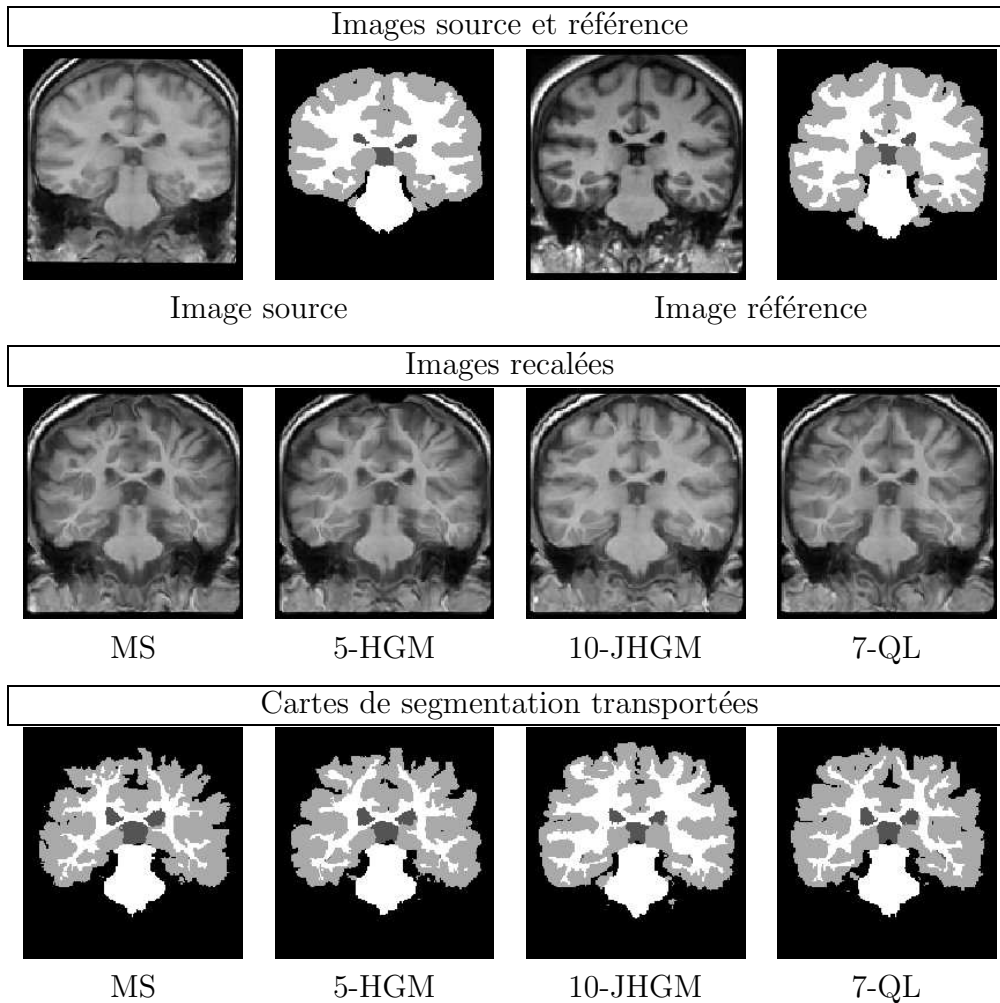 Images source et référence
Image source
Image référence
Images recalées
MS
5-HGM
10-JHGM
7-QL
Cartes de segmentation transportées
MS
5-HGM
10-JHGM
7-QL